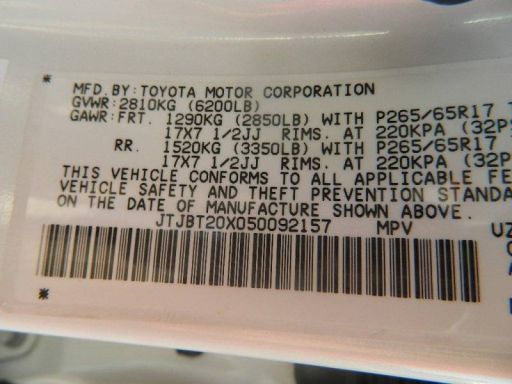 *
MFD. BY: TOYOTA MOTOR CORPORATION
GVWR: 2810KG (6200LB)
GAWR: FRT. 1290KG (2850LB) WITH P265/65R17 T
17X7 1/2JJ RIMS. AT 220KPA (32P
RR. 1520KG (3350LB) WITH P265/65R17
17X7 1/2JJ RIMS. AT 220KPA (32P
THIS VEHICLE CONFORMS TO ALL APPLICABLE FE
VEHICLE SAFETY AND THEFT PREVENTION STANDA
ON THE DATE OF MANUFACTURE SHOWN ABOVE.
JTJBT20X050092157 MPV UZ
*